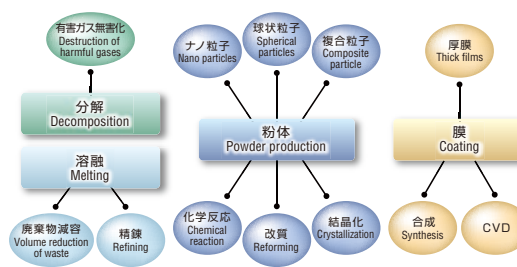 有害ガス無害化
Destruction of
harmful gases
分解
Decomposition
溶融
Melting
廃棄物減容
Volume reduction
of waste
精錬
Refining
ナノ粒子
Nano particles
球状粒子
Spherical
particles
複合粒子
Composite
particle
粉体
Powder production
化学反応
Chemical
reaction
改質
Reforming
結晶化
Crystallization
厚膜
Thick films
膜
Coating
合成
Synthesis
CVD